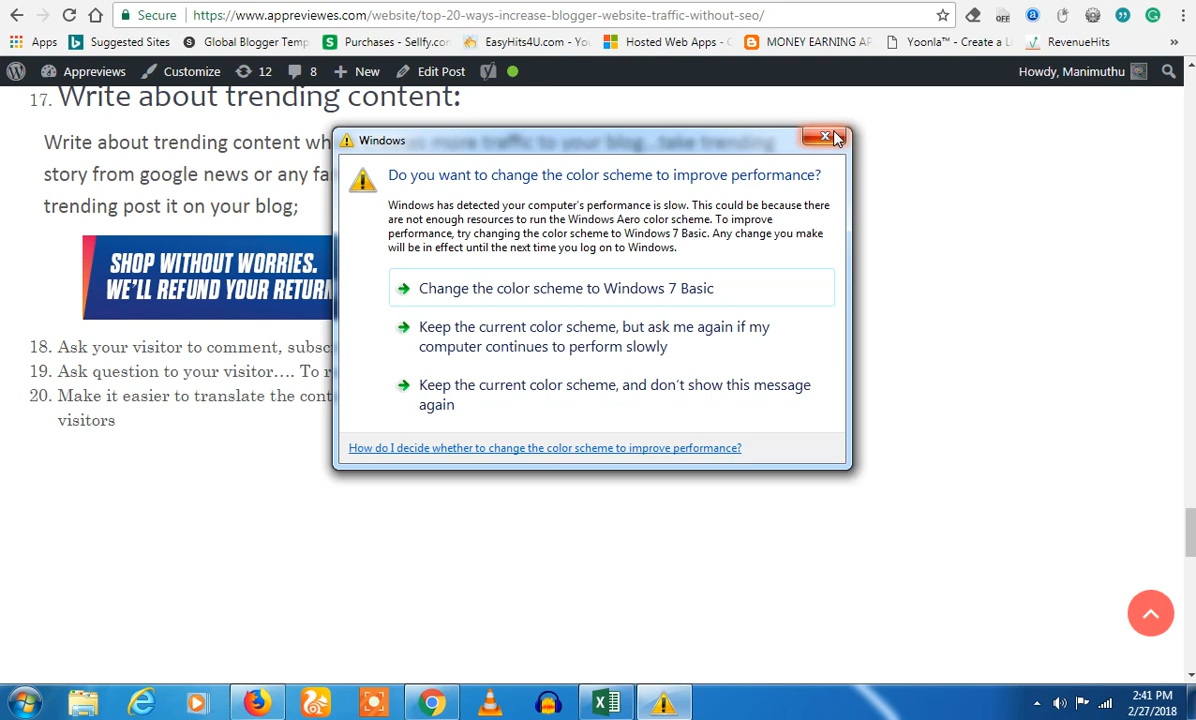 Secure https://www.appreviewes.com/website/top-20-ways-increase-blogger-website-traffic-without-seo/ OFF
Apps Suggested Sites Global Blogger Temp Purchases - Sellfy.co EasyHits4U.com - Yo Hosted Web Apps - MONEY EARNING AP Yoonla™ - Create a L RevenueHits »
Appreviews Customize 12 8 New Edit Post Howdy, Manimuthu
17. Write about trending content:
Write about trending content wh as more traffic to your blog...take trending
story from google news or any fa
trending post it on your blog;
SHOP WITHOUT WORRIES.
WE'LL REFUND YOUR RETURN
18. Ask your visitor to comment, subsc
19. Ask question to your visitor…. To r
20. Make it easier to translate the cont
visitors
Windows
Do you want to change the color scheme to improve performance?
Windows has detected your computer's performance is slow. This could be because there
are not enough resources to run the Windows Aero color scheme. To improve
performance, try changing the color scheme to Windows 7 Basic. Any change you make
will be in effect until the next time you log on to Windows.
Change the color scheme to Windows 7 Basic
Keep the current color scheme, but ask me again if my
computer continues to perform slowly
Keep the current color scheme, and don't show this message
again
How do I decide whether to change the color scheme to improve performance?
2:41 PM
2/27/2018